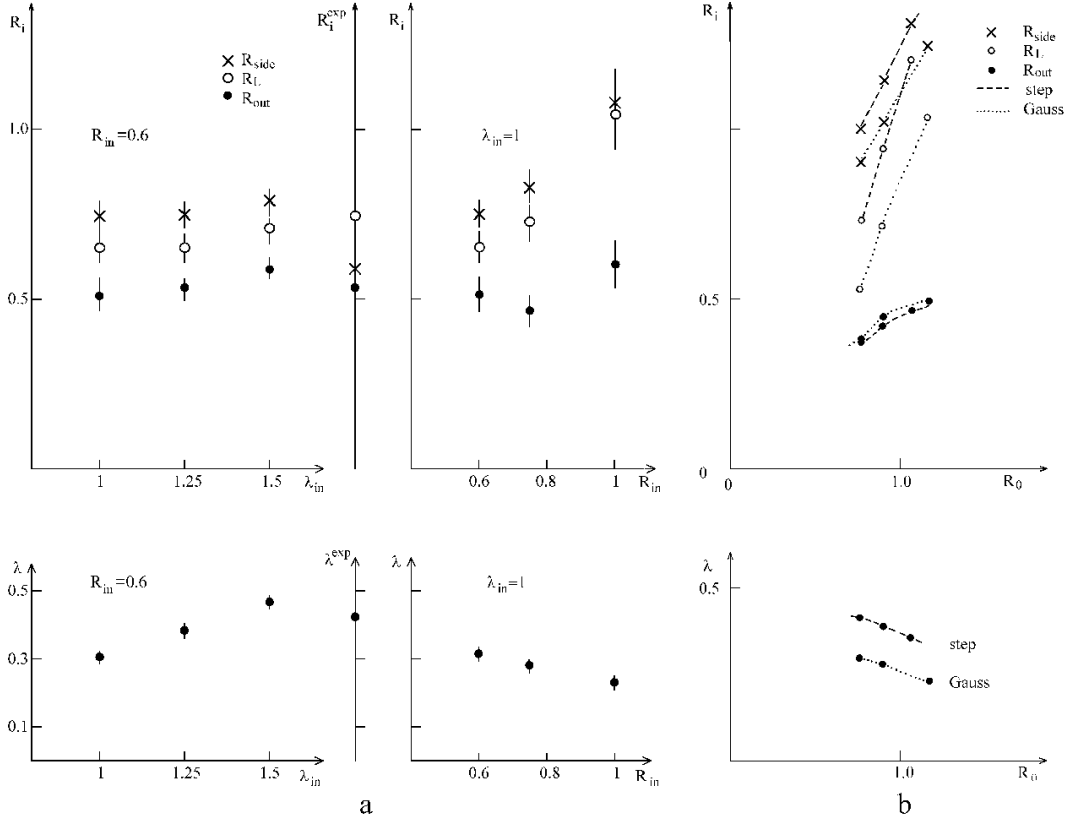 R_i
R_i^exp
R_i
R_i
R_side
R_L
R_out
R_side
R_L
R_out
step
Gauss
1.0
R_in=0.6
λ_in=1
1.0
0.5
0.5
0
1
1.25
1.5
λ_in
0.6
0.8
1
R_in
0
1.0
R_0
λ
λ^exp
λ
λ
0.5
R_in=0.6
λ_in=1
0.5
0.3
step
Gauss
0.1
1
1.25
1.5
λ_in
0.6
0.8
1
R_in
1.0
R_0
a
b